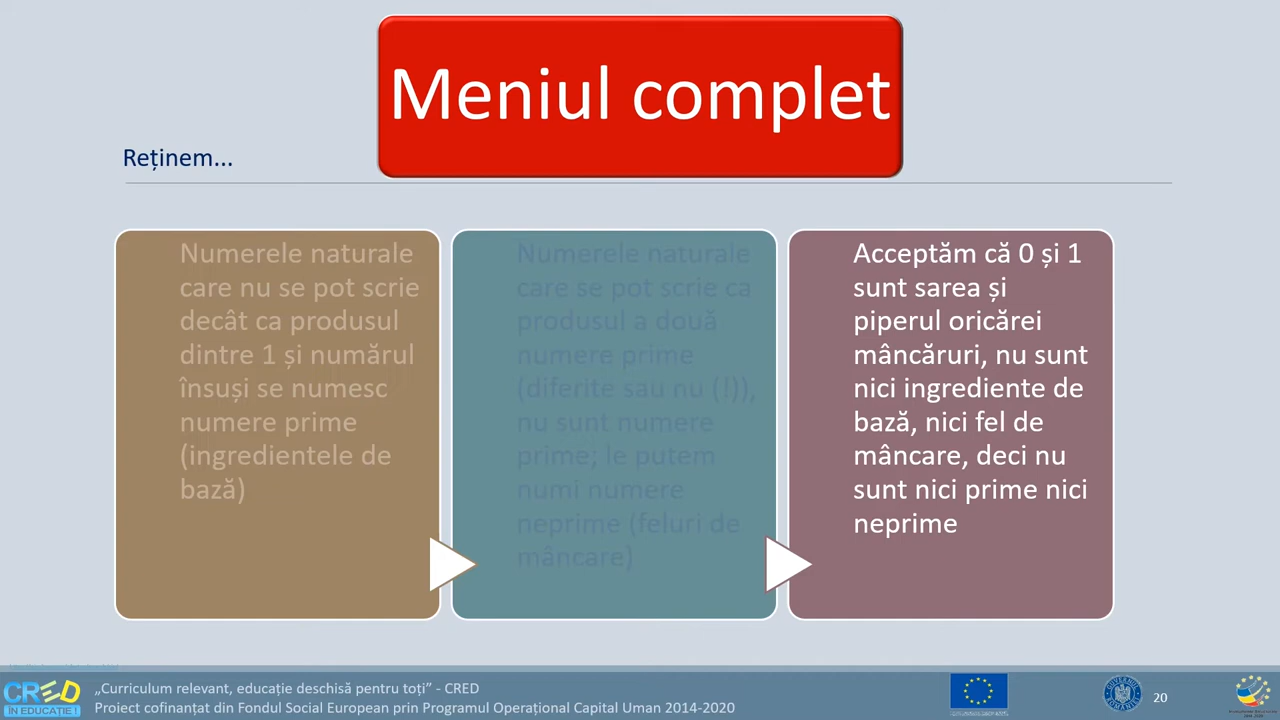 Meniul complet
Reținem...
Numerele naturale
care nu se pot scrie
decât ca produsul
dintre 1 și numărul
însuși se numesc
numere prime
(ingredientele de
bază)
Numerele naturale
care se pot scrie ca
produsul a două
numere prime
(diferite sau nu (!)),
nu sunt numere
prime; le putem
numi numere
neprime (feluri de
mâncare)
Acceptăm că 0 și 1
sunt sarea și
piperul oricărei
mâncăruri, nu sunt
nici ingrediente de
bază, nici fel de
mâncare, deci nu
sunt nici prime nici
neprime
CRED
ÎN EDUCAȚIE !
„Curriculum relevant, educație deschisă pentru toți” - CRED
Proiect cofinanțat din Fondul Social European prin Programul Operațional Capital Uman 2014-2020
20